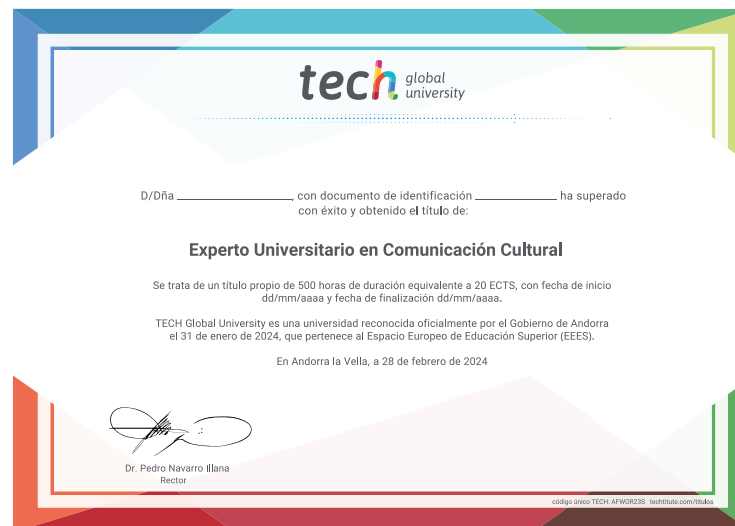 tech global university
D/Dña ____________, con documento de identificación ____________ ha superado
con éxito y obtenido el título de:
Experto Universitario en Comunicación Cultural
Se trata de un título propio de 500 horas de duración equivalente a 20 ECTS, con fecha de inicio
dd/mm/aaaa y fecha de finalización dd/mm/aaaa.
TECH Global University es una universidad reconocida oficialmente por el Gobierno de Andorra
el 31 de enero de 2024, que pertenece al Espacio Europeo de Educación Superior (EEES).
En Andorra la Vella, a 28 de febrero de 2024
Dr. Pedro Navarro Illana
Rector
código único TECH: AFWOR23S techtitute.com/titulos